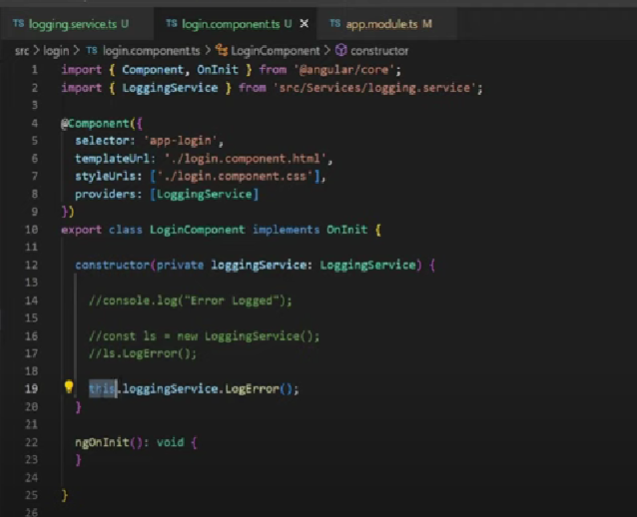 TS logging.service.ts U TS login.component.ts U × TS app.module.ts M
src > login > TS login.component.ts > LoginComponent > constructor
1 import { Component, OnInit } from '@angular/core';
2 import { LoggingService } from 'src/Services/logging.service';
3
4 @Component({
5 selector: 'app-login',
6 templateUrl: './login.component.html',
7 styleUrls: ['./login.component.css'],
8 providers: [LoggingService]
9 })
10 export class LoginComponent implements OnInit {
11
12 constructor(private loggingService: LoggingService) {
13
14 //console.log("Error Logged");
15
16 //const ls = new LoggingService();
17 //ls.LogError();
18
19 this.loggingService.LogError();
20 }
21
22 ngOnInit(): void {
23 }
24
25 }
26